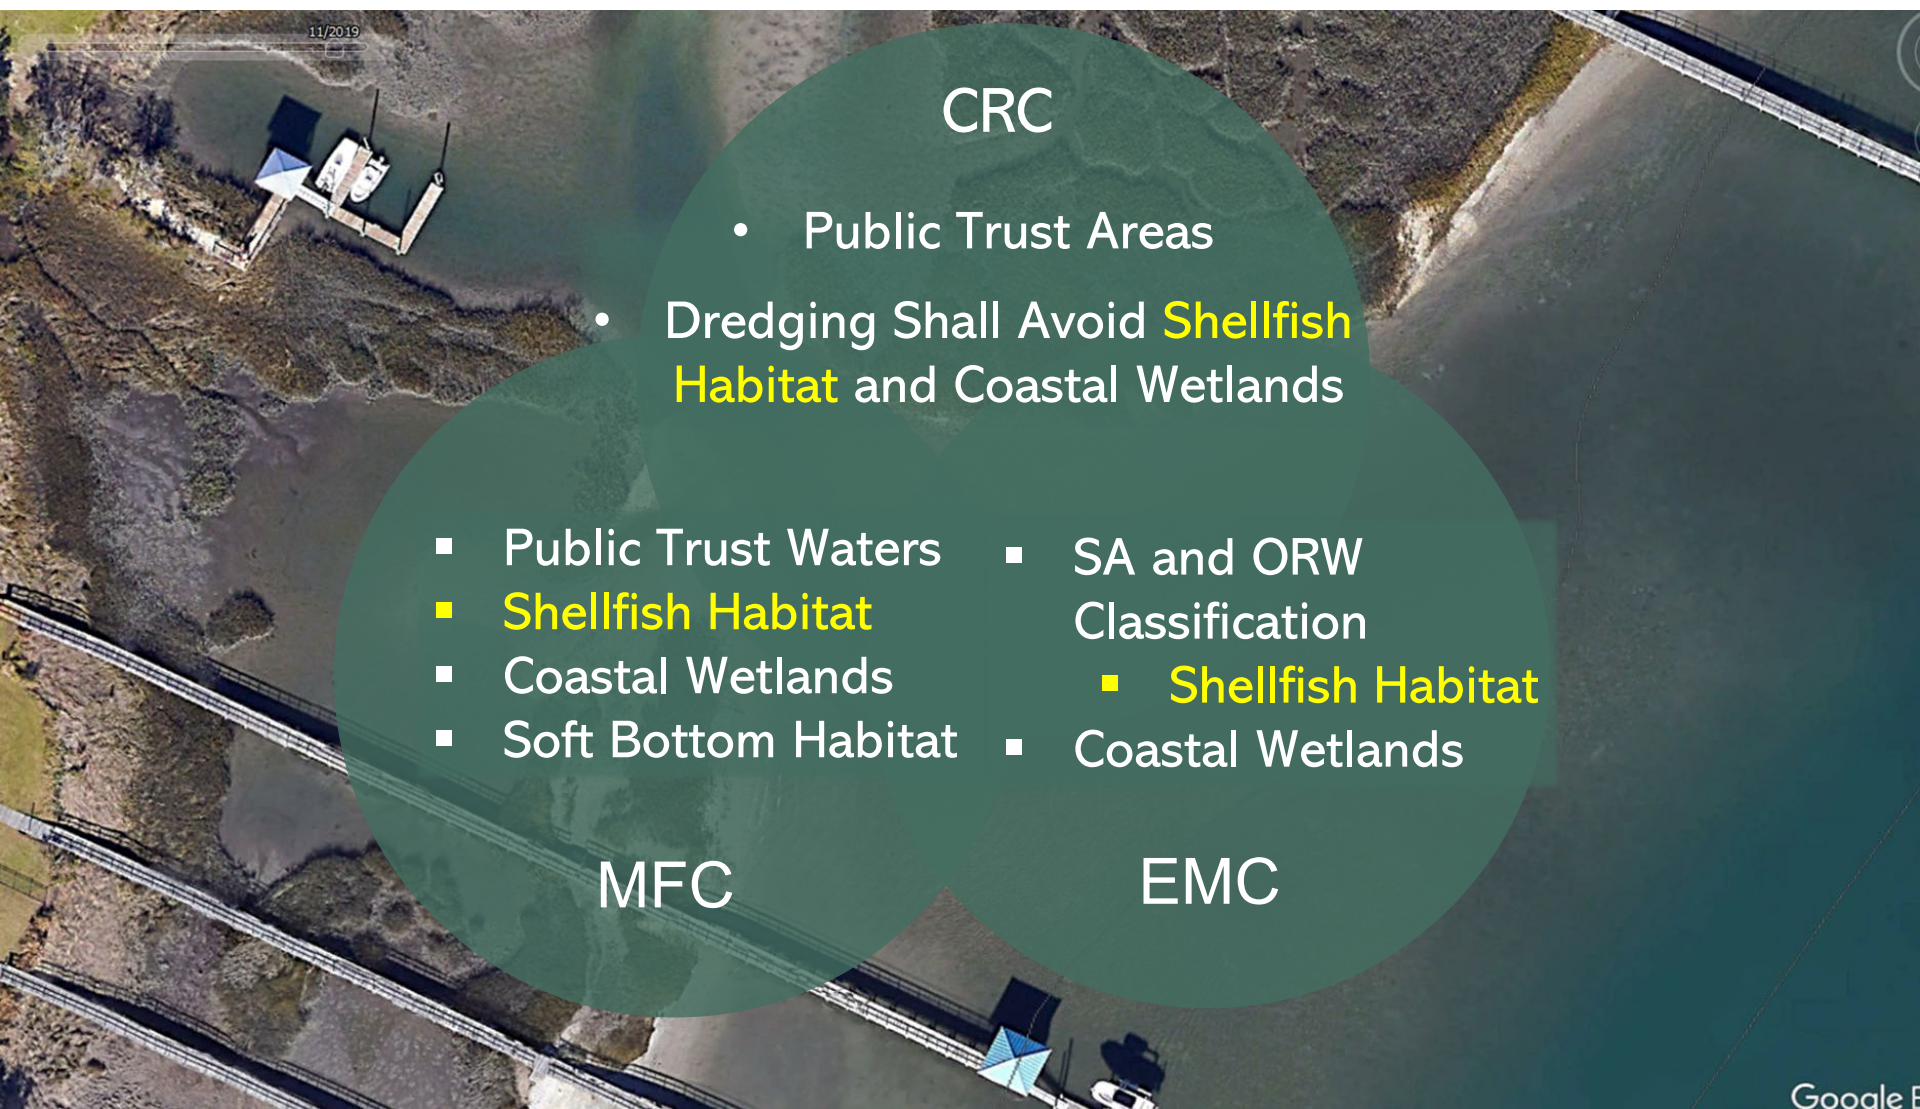 11/2019
CRC
• Public Trust Areas
• Dredging Shall Avoid Shellfish
Habitat and Coastal Wetlands
▪ Public Trust Waters
▪ Shellfish Habitat
▪ Coastal Wetlands
▪ Soft Bottom Habitat
MFC
▪ SA and ORW
Classification
▪ Shellfish Habitat
▪ Coastal Wetlands
EMC
Google E